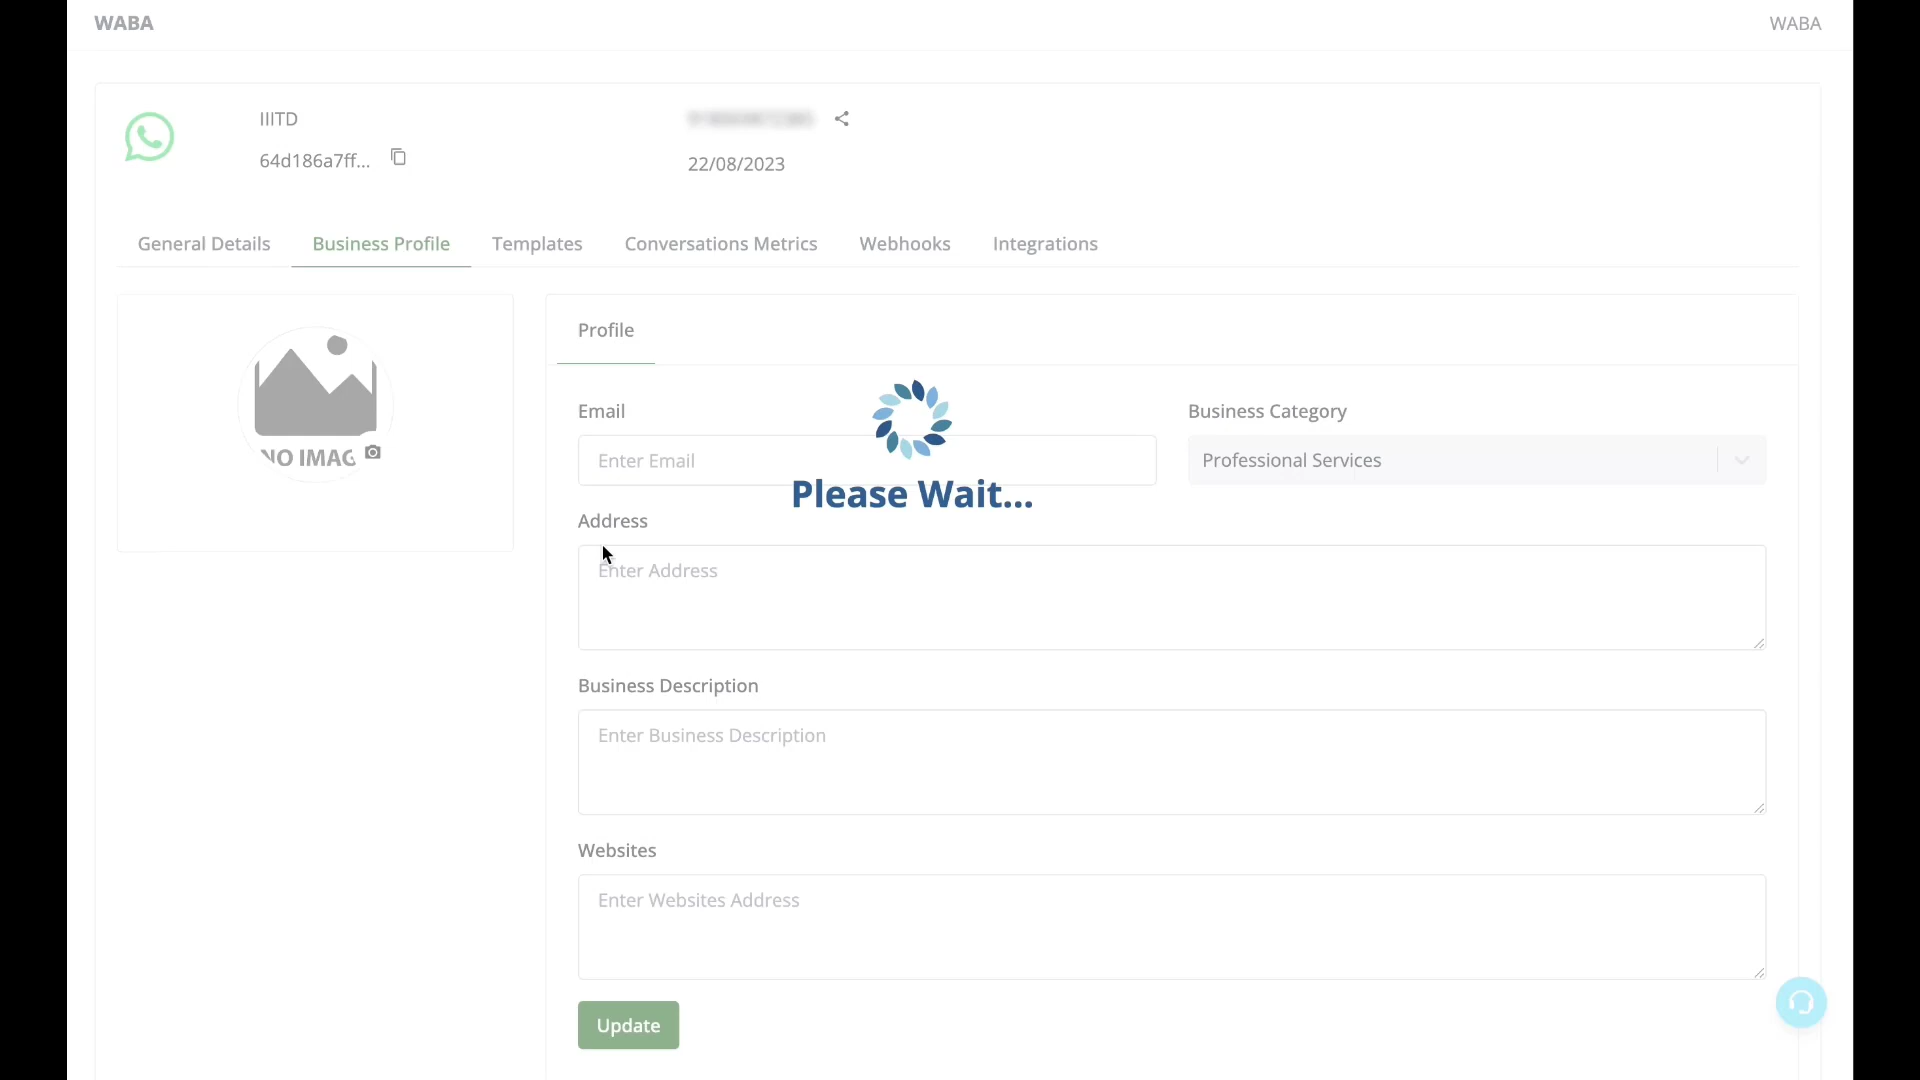 WABA
WABA
IIITD
64d186a7ff...
22/08/2023
General Details
Business Profile
Templates
Conversations Metrics
Webhooks
Integrations
NO IMAG
Profile
Email
Business Category
Enter Email
Professional Services
Please Wait...
Address
Enter Address
Business Description
Enter Business Description
Websites
Enter Websites Address
Update